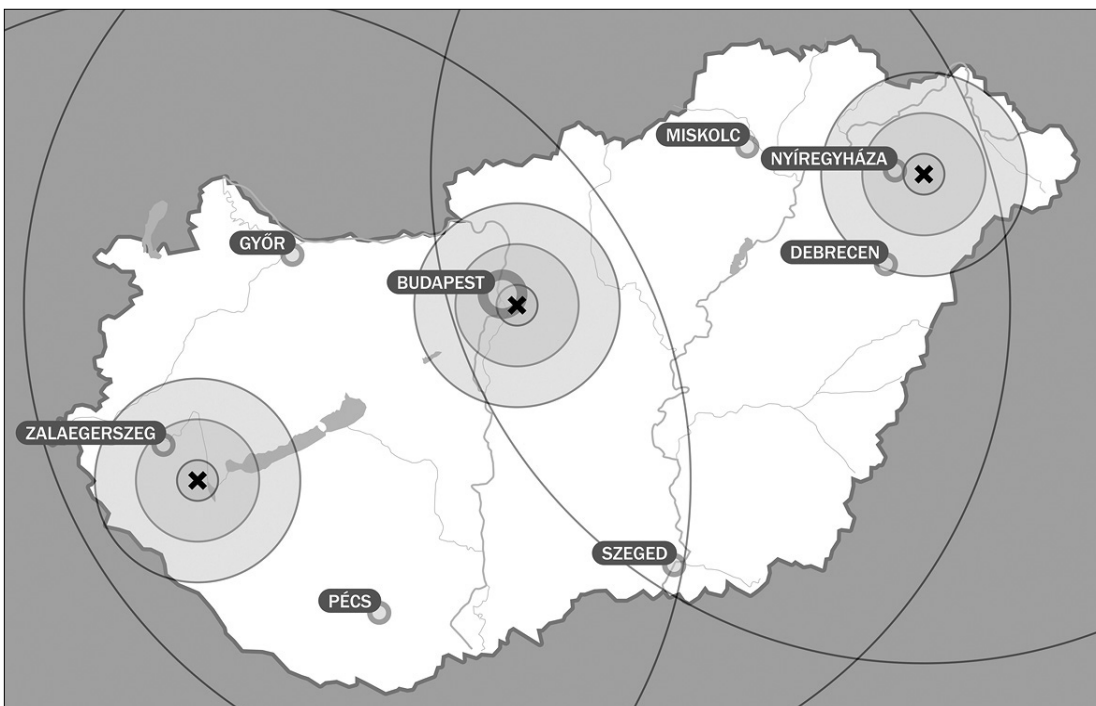 MISKOLC
NYÍREGYHÁZA
GYŐR
DEBRECEN
BUDAPEST
ZALAEGERSZEG
SZEGED
PÉCS